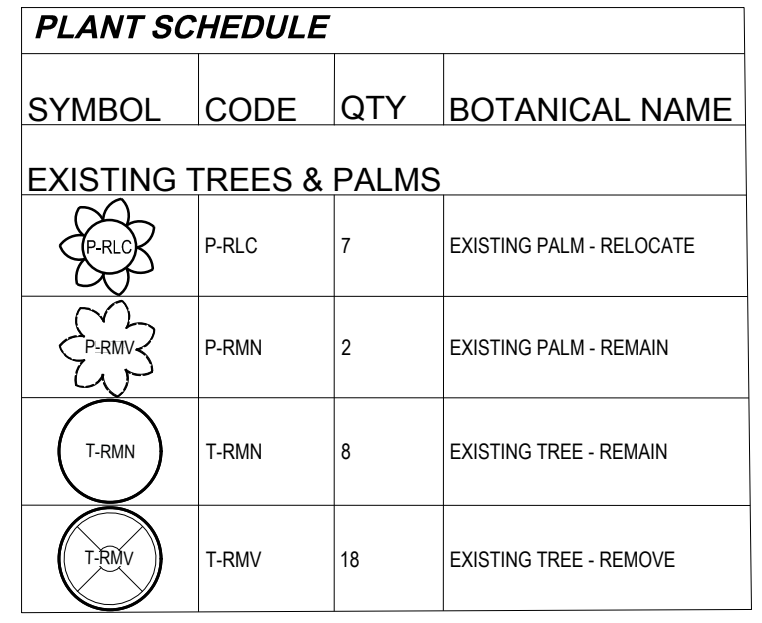 PLANT SCHEDULE
SYMBOL CODE QTY BOTANICAL NAME
EXISTING TREES & PALMS
P-RLC P-RLC 7 EXISTING PALM - RELOCATE
P-RMV P-RMN 2 EXISTING PALM - REMAIN
T-RMN T-RMN 8 EXISTING TREE - REMAIN
T-RMV T-RMV 18 EXISTING TREE - REMOVE